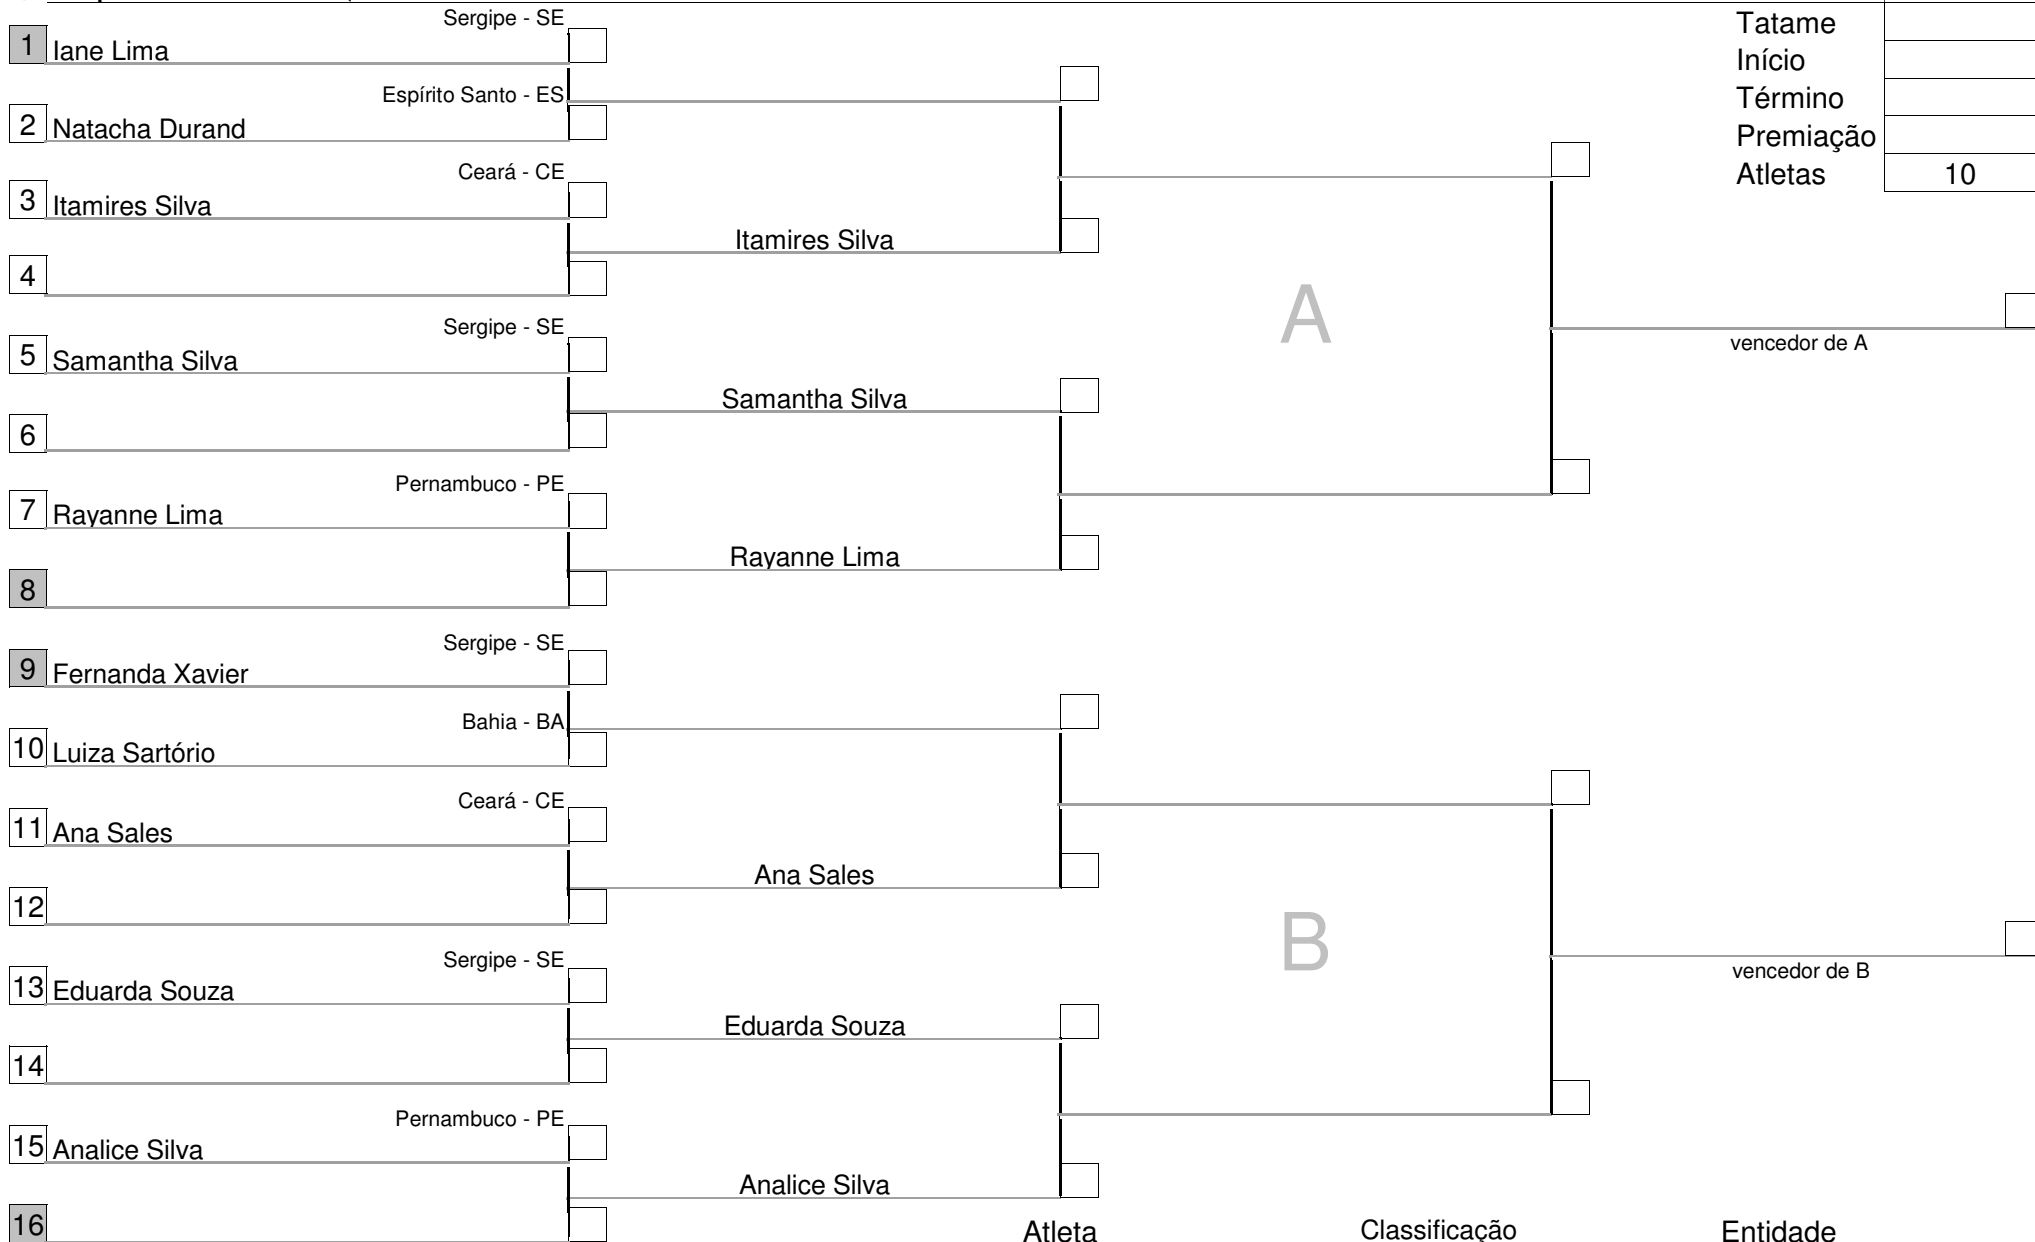 Sergipe - SE
1 Iane Lima
Espírito Santo - ES
2 Natacha Durand
Ceará - CE
3 Itamires Silva
Itamires Silva
4
Sergipe - SE
5 Samantha Silva
Samantha Silva
6
Pernambuco - PE
7 Rayanne Lima
Rayanne Lima
8
Sergipe - SE
9 Fernanda Xavier
Bahia - BA
10 Luiza Sartório
Ceará - CE
11 Ana Sales
Ana Sales
12
Sergipe - SE
13 Eduarda Souza
Eduarda Souza
14
Pernambuco - PE
15 Analice Silva
Analice Silva
16
A
vencedor de A
B
vencedor de B
Tatame
Início
Término
Premiação
Atletas 10
Atleta Classificação Entidade